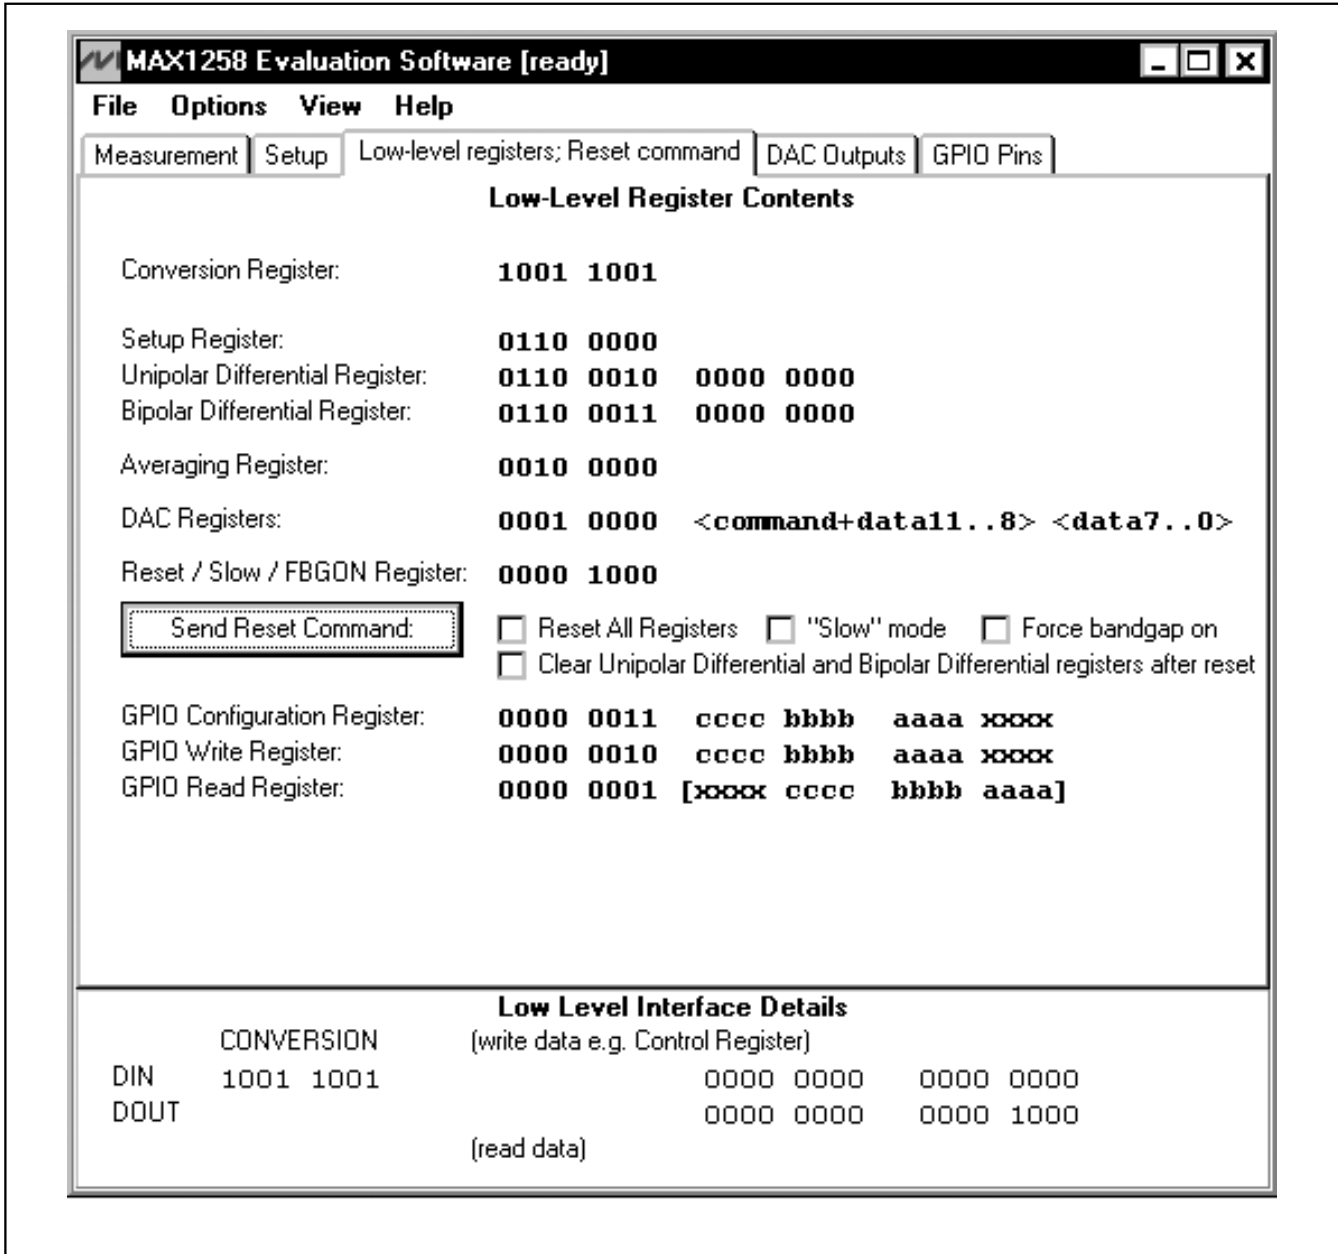 MAX1258 Evaluation Software [ready]
File Options View Help
Measurement Setup Low-level registers; Reset command DAC Outputs GPIO Pins
Low-Level Register Contents
Conversion Register: 1001 1001
Setup Register: 0110 0000
Unipolar Differential Register: 0110 0010 0000 0000
Bipolar Differential Register: 0110 0011 0000 0000
Averaging Register: 0010 0000
DAC Registers: 0001 0000 <command+data11..8> <data7..0>
Reset / Slow / FBGON Register: 0000 1000
Send Reset Command: Reset All Registers "Slow" mode Force bandgap on
Clear Unipolar Differential and Bipolar Differential registers after reset
GPIO Configuration Register: 0000 0011 cccc bbbb aaaa xxxx
GPIO Write Register: 0000 0010 cccc bbbb aaaa xxxx
GPIO Read Register: 0000 0001 [xxxx cccc bbbb aaaa]
Low Level Interface Details
CONVERSION (write data e.g. Control Register)
DIN 1001 1001 0000 0000 0000 0000
DOUT 0000 0000 0000 1000
(read data)